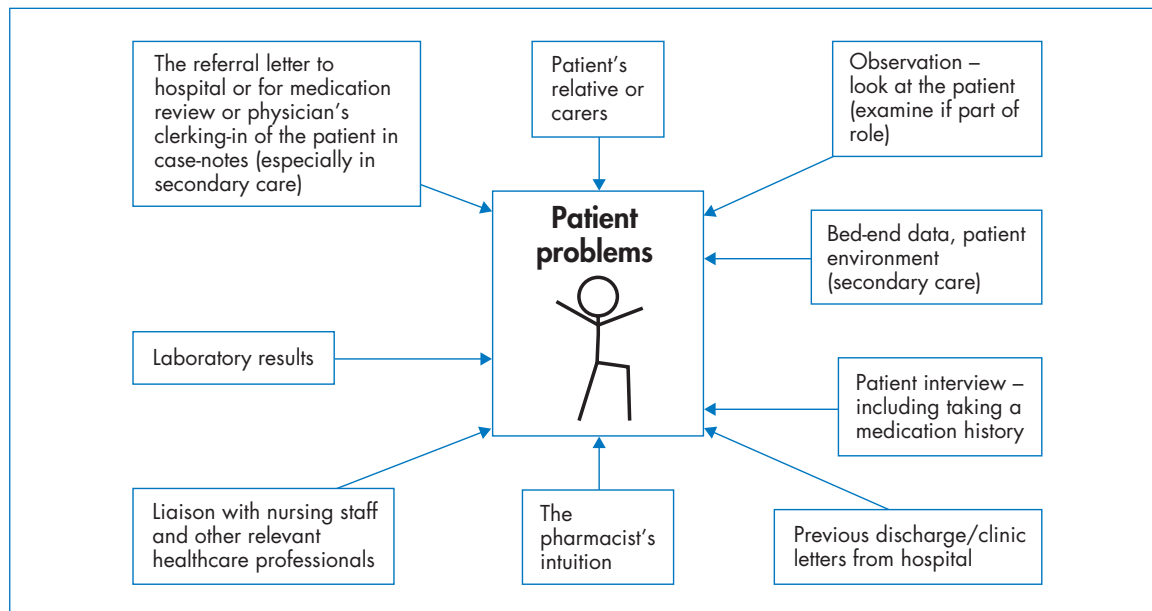 The referral letter to
hospital or for medication
review or physician's
clerking-in of the patient in
case-notes (especially in
secondary care)
Patient's
relative or
carers
Observation –
look at the patient
(examine if part of
role)
Patient
problems
Bed-end data, patient
environment
(secondary care)
Laboratory results
Patient interview –
including taking a
medication history
Liaison with nursing staff
and other relevant
healthcare professionals
The
pharmacist's
intuition
Previous discharge/clinic
letters from hospital